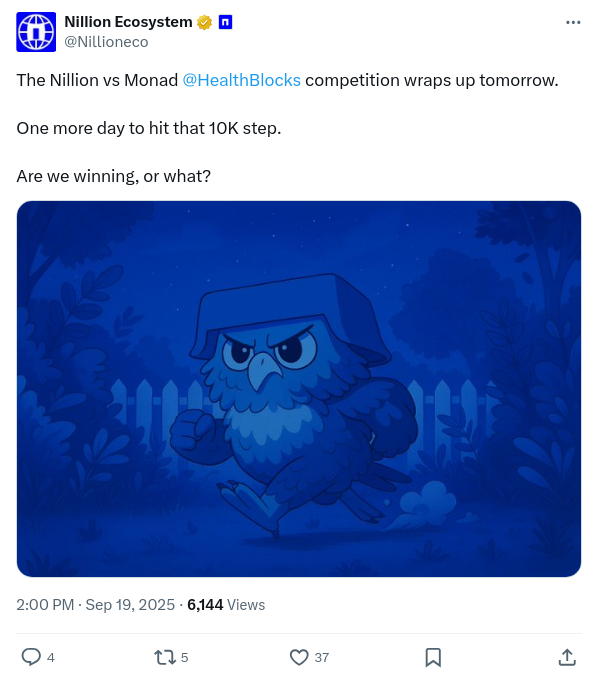 Nillion Ecosystem
@Nillioneco
The Nillion vs Monad @HealthBlocks competition wraps up tomorrow.
One more day to hit that 10K step.
Are we winning, or what?
2:00 PM · Sep 19, 2025 · 6,144 Views
4 5 37